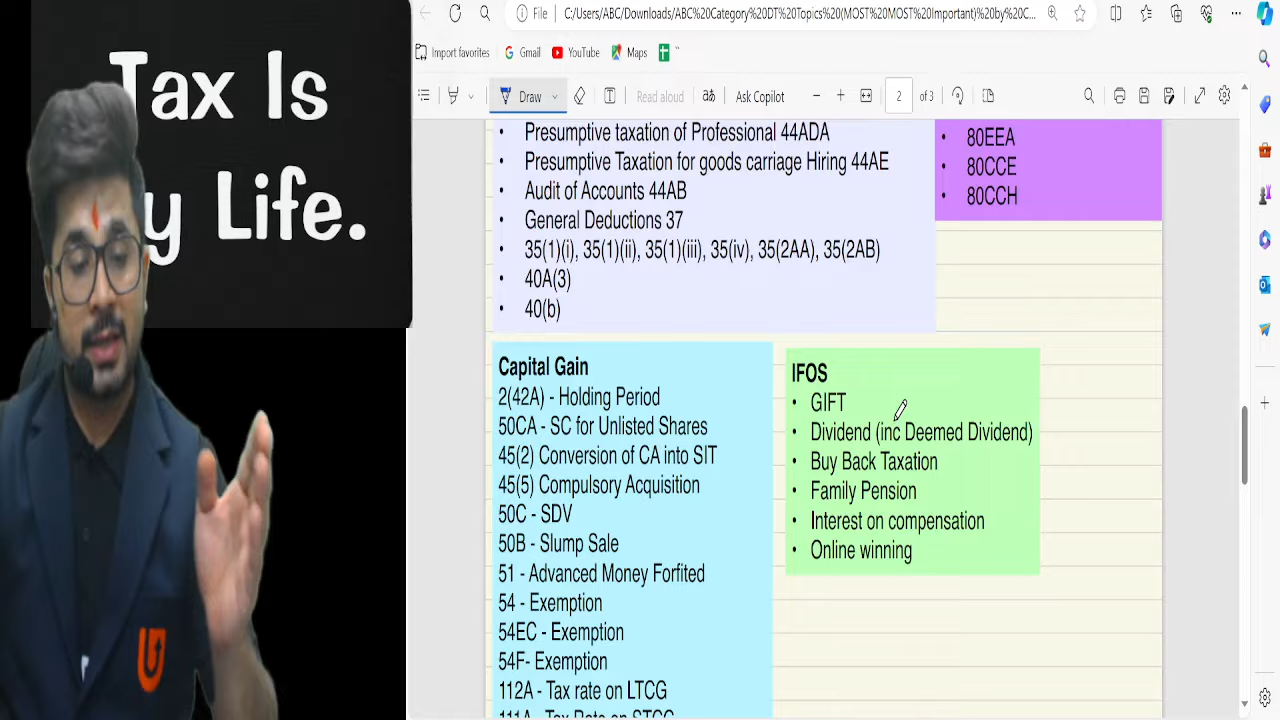 Tax Is
y Life.
File
C:/Users/ABC/Downloads/ABC%20Category%20DT%20Topics%20(MOST%20MOST%20Important)%20by%20C...
Import favorites
Gmail
YouTube
Maps
Draw
Read aloud
Ask Copilot
2 of 3
• Presumptive taxation of Professional 44ADA
• Presumptive Taxation for goods carriage Hiring 44AE
• Audit of Accounts 44AB
• General Deductions 37
• 35(1)(i), 35(1)(ii), 35(1)(iii), 35(iv), 35(2AA), 35(2AB)
• 40A(3)
• 40(b)
• 80EEA
• 80CCE
• 80CCH
Capital Gain
2(42A) - Holding Period
50CA - SC for Unlisted Shares
45(2) Conversion of CA into SIT
45(5) Compulsory Acquisition
50C - SDV
50B - Slump Sale
51 - Advanced Money Forfited
54 - Exemption
54EC - Exemption
54F- Exemption
112A - Tax rate on LTCG
111A - Tax Rate on STCG
IFOS
• GIFT
• Dividend (inc Deemed Dividend)
• Buy Back Taxation
• Family Pension
• Interest on compensation
• Online winning